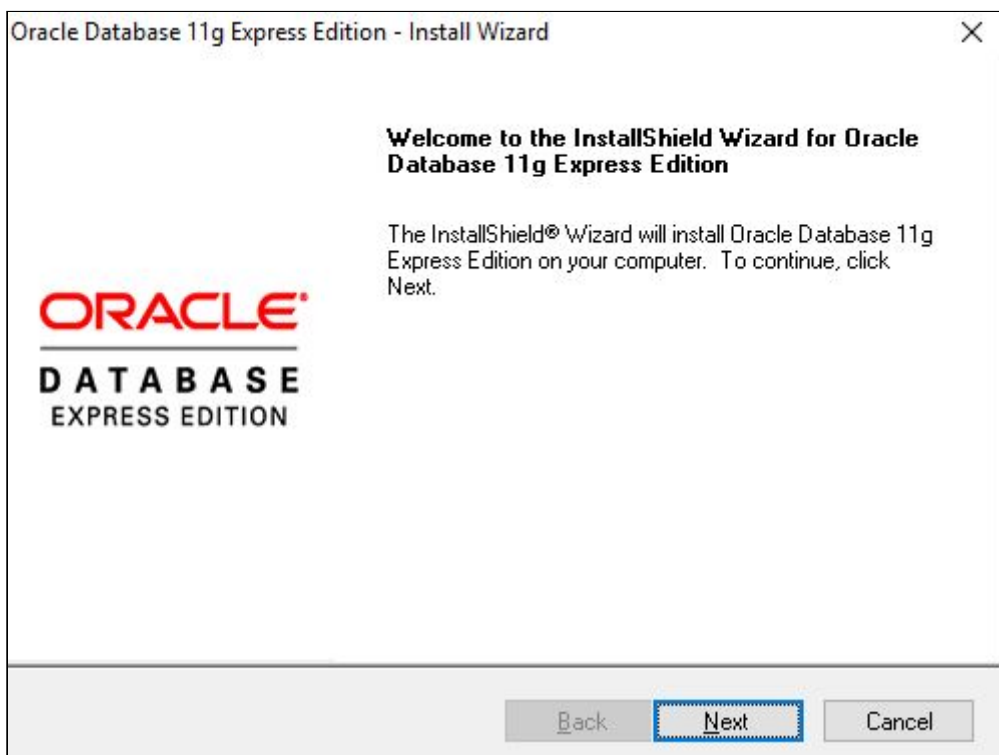 Oracle Database 11g Express Edition - Install Wizard
Welcome to the InstallShield Wizard for Oracle
Database 11g Express Edition
The InstallShield® Wizard will install Oracle Database 11g
Express Edition on your computer.  To continue, click
Next.
ORACLE®
DATABASE
EXPRESS EDITION
Back
Next
Cancel